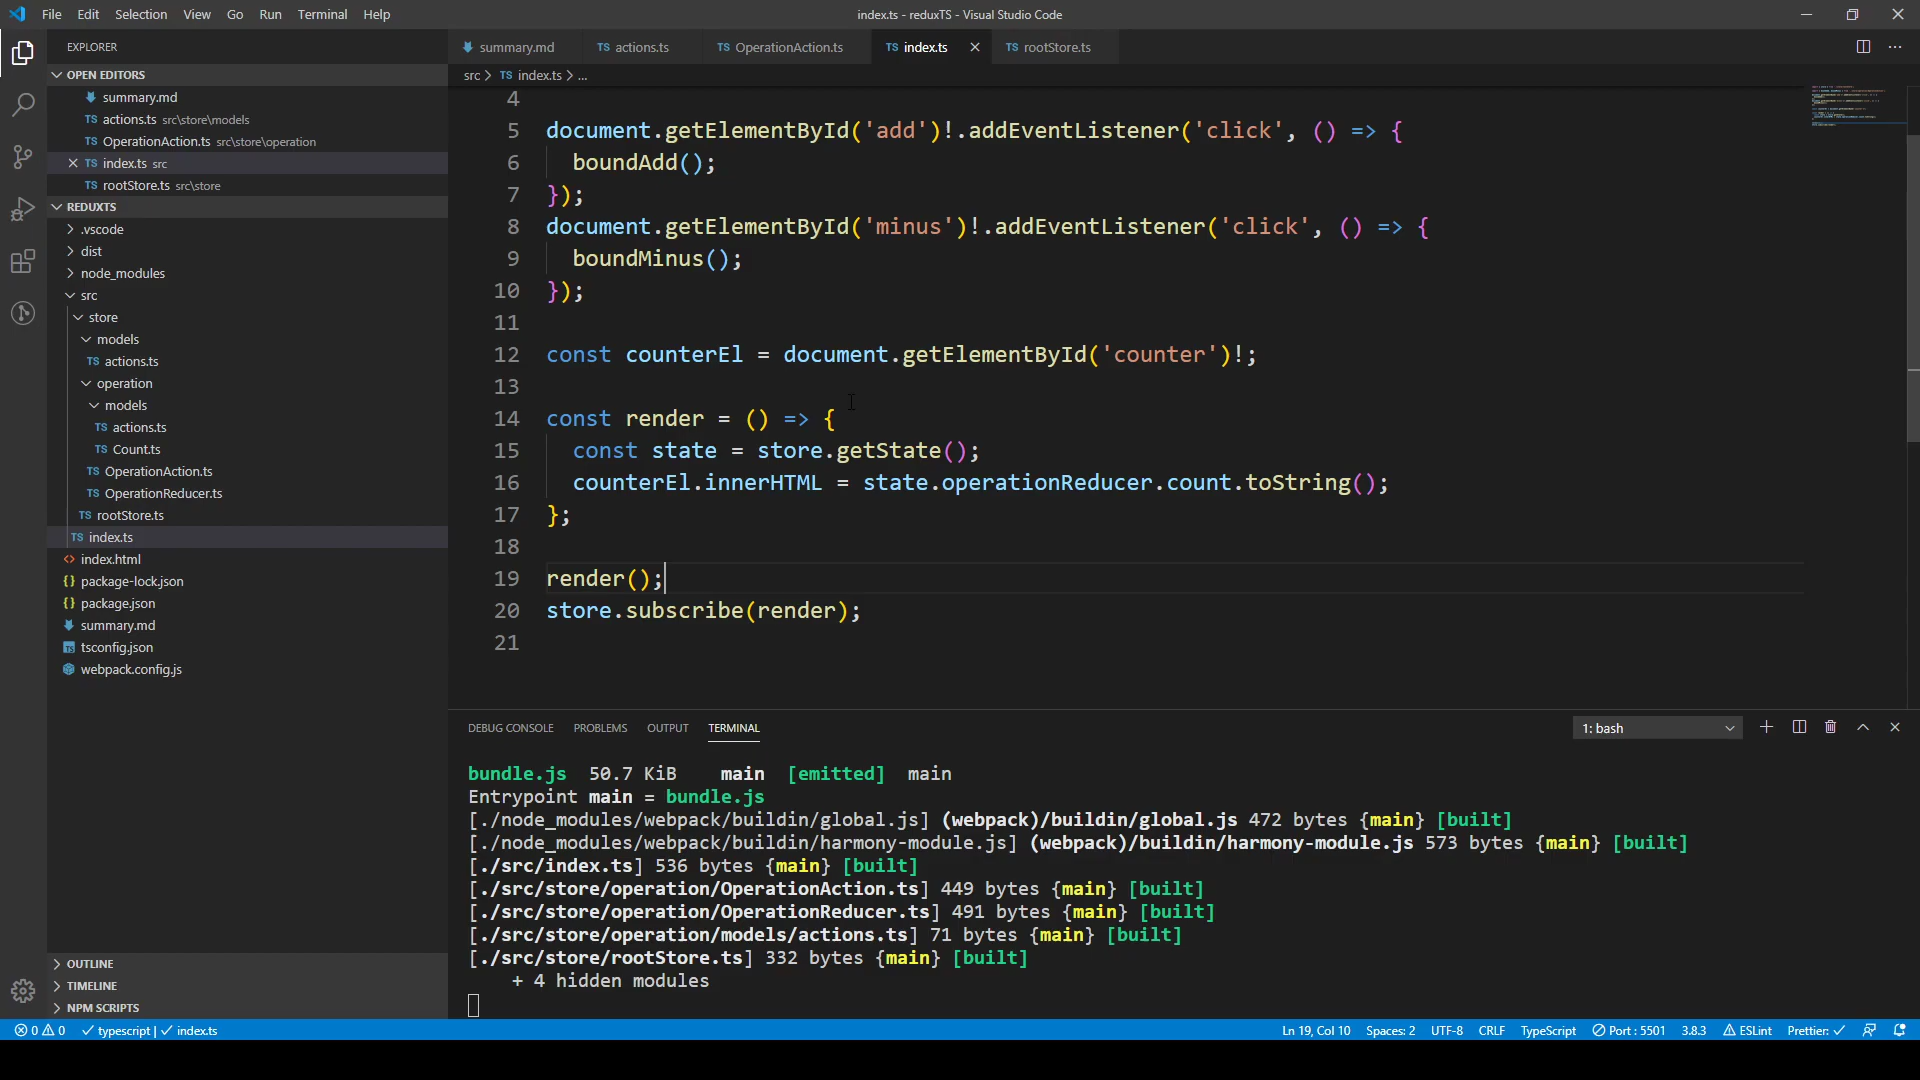 File Edit Selection View Go Run Terminal Help
index.ts - reduxTS - Visual Studio Code
EXPLORER
OPEN EDITORS
summary.md
actions.ts src\store\models
OperationAction.ts src\store\operation
index.ts src
rootStore.ts src\store
REDUXTS
.vscode
dist
node_modules
src
store
models
TS actions.ts
operation
models
TS actions.ts
TS Count.ts
TS OperationAction.ts
TS OperationReducer.ts
TS rootStore.ts
TS index.ts
index.html
package-lock.json
package.json
summary.md
tsconfig.json
webpack.config.js
OUTLINE
TIMELINE
NPM SCRIPTS
summary.md TS actions.ts TS OperationAction.ts TS index.ts TS rootStore.ts
src > TS index.ts > ...
4
5 document.getElementById('add')!.addEventListener('click', () => {
6 boundAdd();
7 });
8 document.getElementById('minus')!.addEventListener('click', () => {
9 boundMinus();
10 });
11
12 const counterEl = document.getElementById('counter')!;
13
14 const render = () => {
15 const state = store.getState();
16 counterEl.innerHTML = state.operationReducer.count.toString();
17 };
18
19 render();
20 store.subscribe(render);
21
DEBUG CONSOLE PROBLEMS OUTPUT TERMINAL
1: bash
bundle.js 50.7 KiB main [emitted] main
Entrypoint main = bundle.js
[./node_modules/webpack/buildin/global.js] (webpack)/buildin/global.js 472 bytes {main} [built]
[./node_modules/webpack/buildin/harmony-module.js] (webpack)/buildin/harmony-module.js 573 bytes {main} [built]
[./src/index.ts] 536 bytes {main} [built]
[./src/store/operation/OperationAction.ts] 449 bytes {main} [built]
[./src/store/operation/OperationReducer.ts] 491 bytes {main} [built]
[./src/store/operation/models/actions.ts] 71 bytes {main} [built]
[./src/store/rootStore.ts] 332 bytes {main} [built]
+ 4 hidden modules
0 0 typescript | index.ts
Ln 19, Col 10 Spaces: 2 UTF-8 CRLF TypeScript Port : 5501 3.8.3 ESLint Prettier: